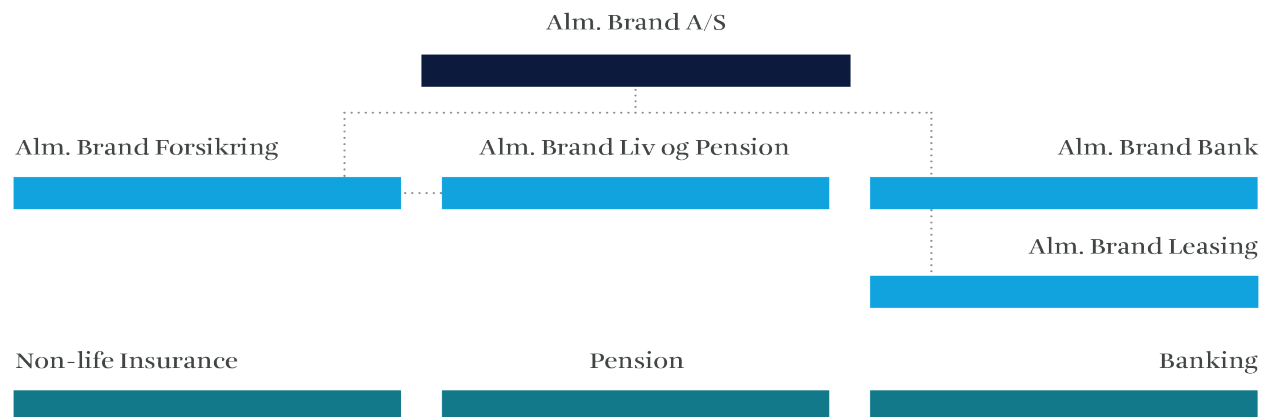 Alm. Brand A/S
Alm. Brand Forsikring
Alm. Brand Liv og Pension
Alm. Brand Bank
Alm. Brand Leasing
Non-life Insurance
Pension
Banking